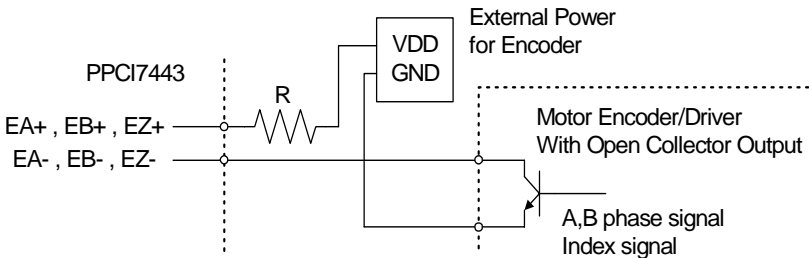 External Power
for Encoder
VDD
GND
PPCI7443
R
EA+ , EB+ , EZ+
EA- , EB- , EZ-
Motor Encoder/Driver
With Open Collector Output
A,B phase signal
Index signal